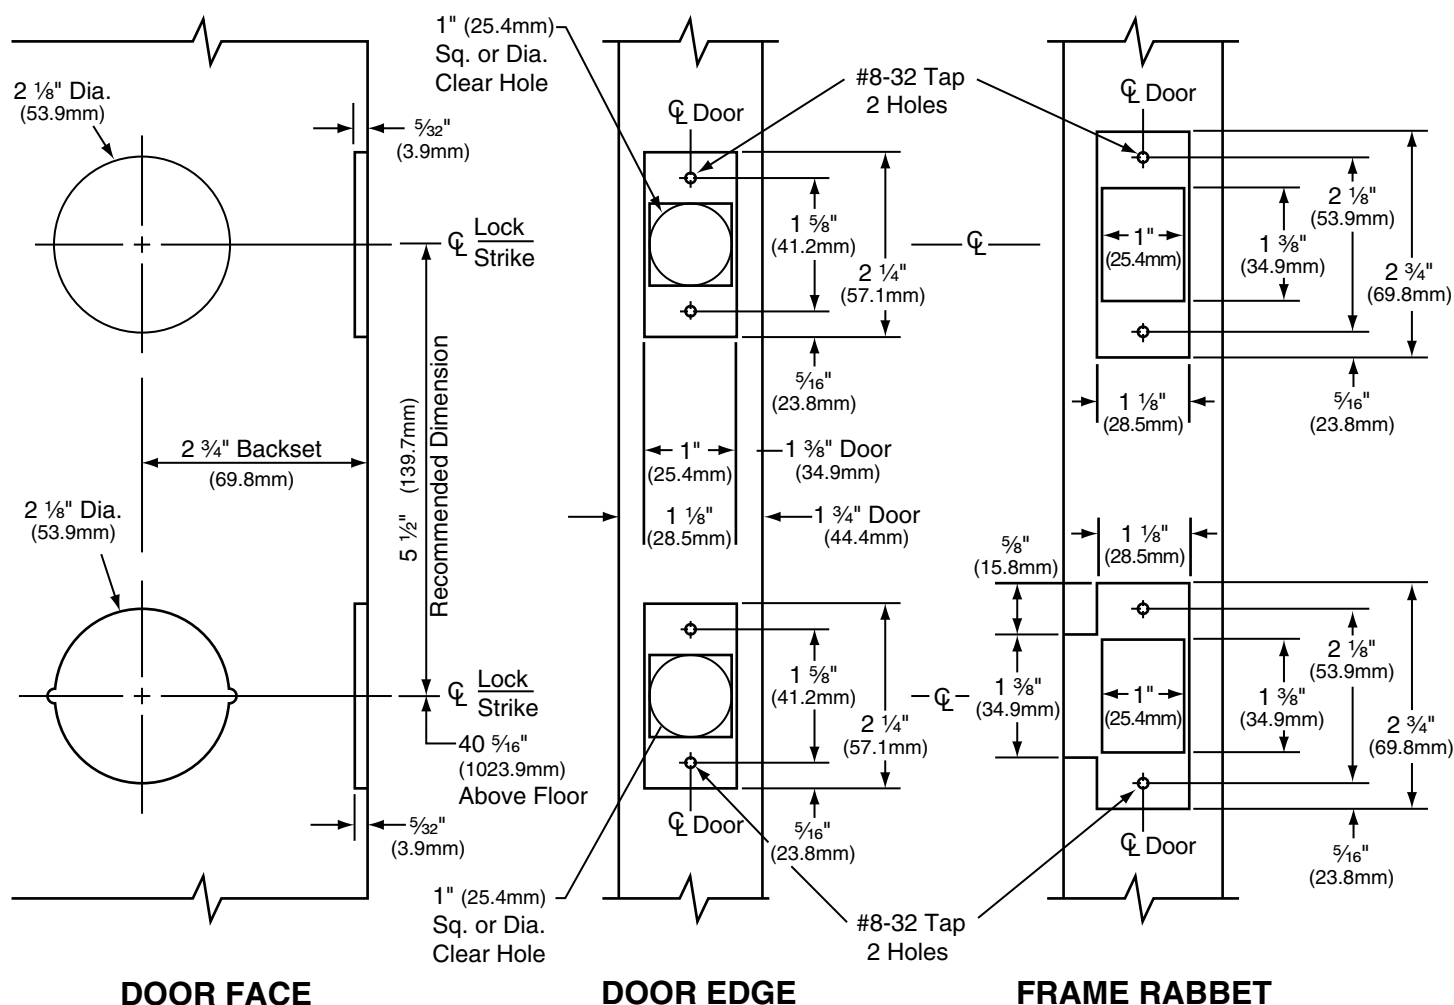 2 ⅛" Dia.
(53.9mm)
5⁄32"
(3.9mm)
℄ Lock
Strike
5 ½" (139.7mm)
Recommended Dimension
2 ¾" Backset
(69.8mm)
2 ⅛" Dia.
(53.9mm)
℄ Lock
Strike
40 5⁄16"
(1023.9mm)
Above Floor
5⁄32"
(3.9mm)
DOOR FACE
1" (25.4mm)
Sq. or Dia.
Clear Hole
℄ Door
#8-32 Tap
2 Holes
1 ⅝"
(41.2mm)
2 ¼"
(57.1mm)
5⁄16"
(23.8mm)
1"
(25.4mm)
1 ⅜" Door
(34.9mm)
1 ⅛"
(28.5mm)
1 ¾" Door
(44.4mm)
1 ⅝"
(41.2mm)
2 ¼"
(57.1mm)
℄ Door
5⁄16"
(23.8mm)
1" (25.4mm)
Sq. or Dia.
Clear Hole
#8-32 Tap
2 Holes
DOOR EDGE
℄ Door
℄
1"
(25.4mm)
2 ⅛"
(53.9mm)
1 ⅜"
(34.9mm)
2 ¾"
(69.8mm)
1 ⅛"
(28.5mm)
5⁄16"
(23.8mm)
⅝"
(15.8mm)
1 ⅛"
(28.5mm)
℄
1 ⅜"
(34.9mm)
1"
(25.4mm)
2 ⅛"
(53.9mm)
1 ⅜"
(34.9mm)
2 ¾"
(69.8mm)
℄ Door
5⁄16"
(23.8mm)
FRAME RABBET